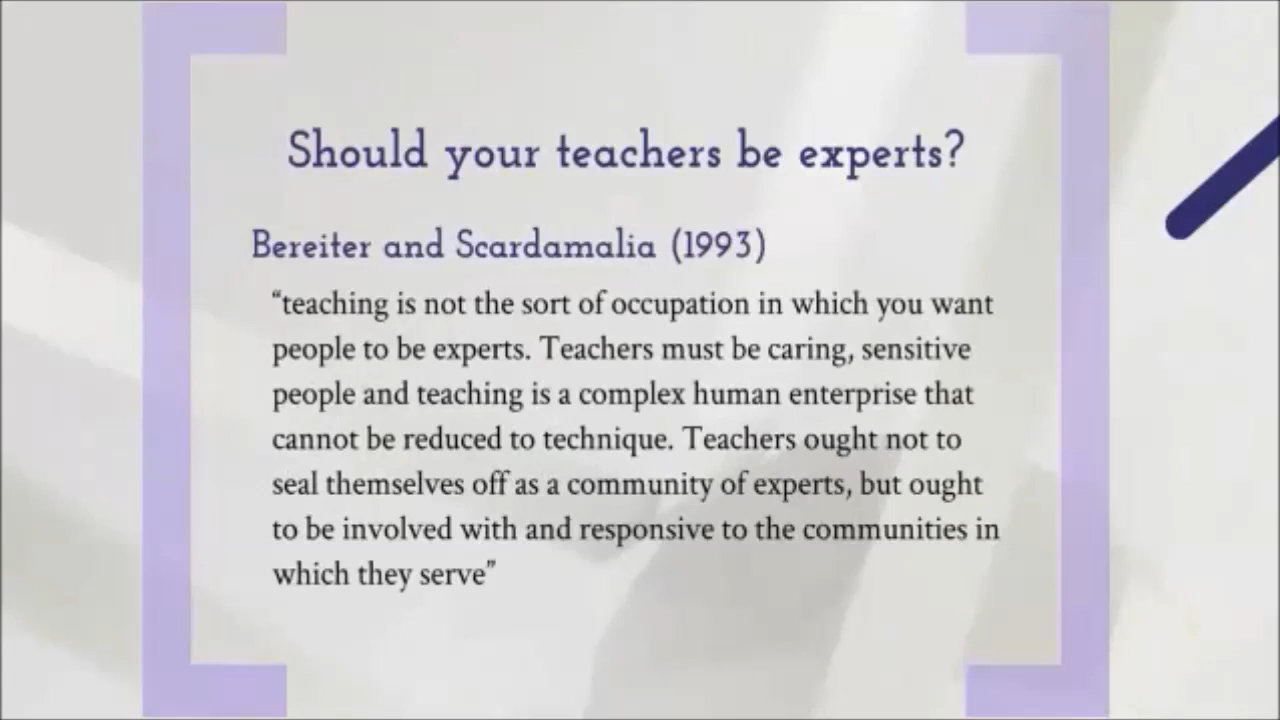 Should your teachers be experts?
Bereiter and Scardamalia (1993)
“teaching is not the sort of occupation in which you want
people to be experts. Teachers must be caring, sensitive
people and teaching is a complex human enterprise that
cannot be reduced to technique. Teachers ought not to
seal themselves off as a community of experts, but ought
to be involved with and responsive to the communities in
which they serve”